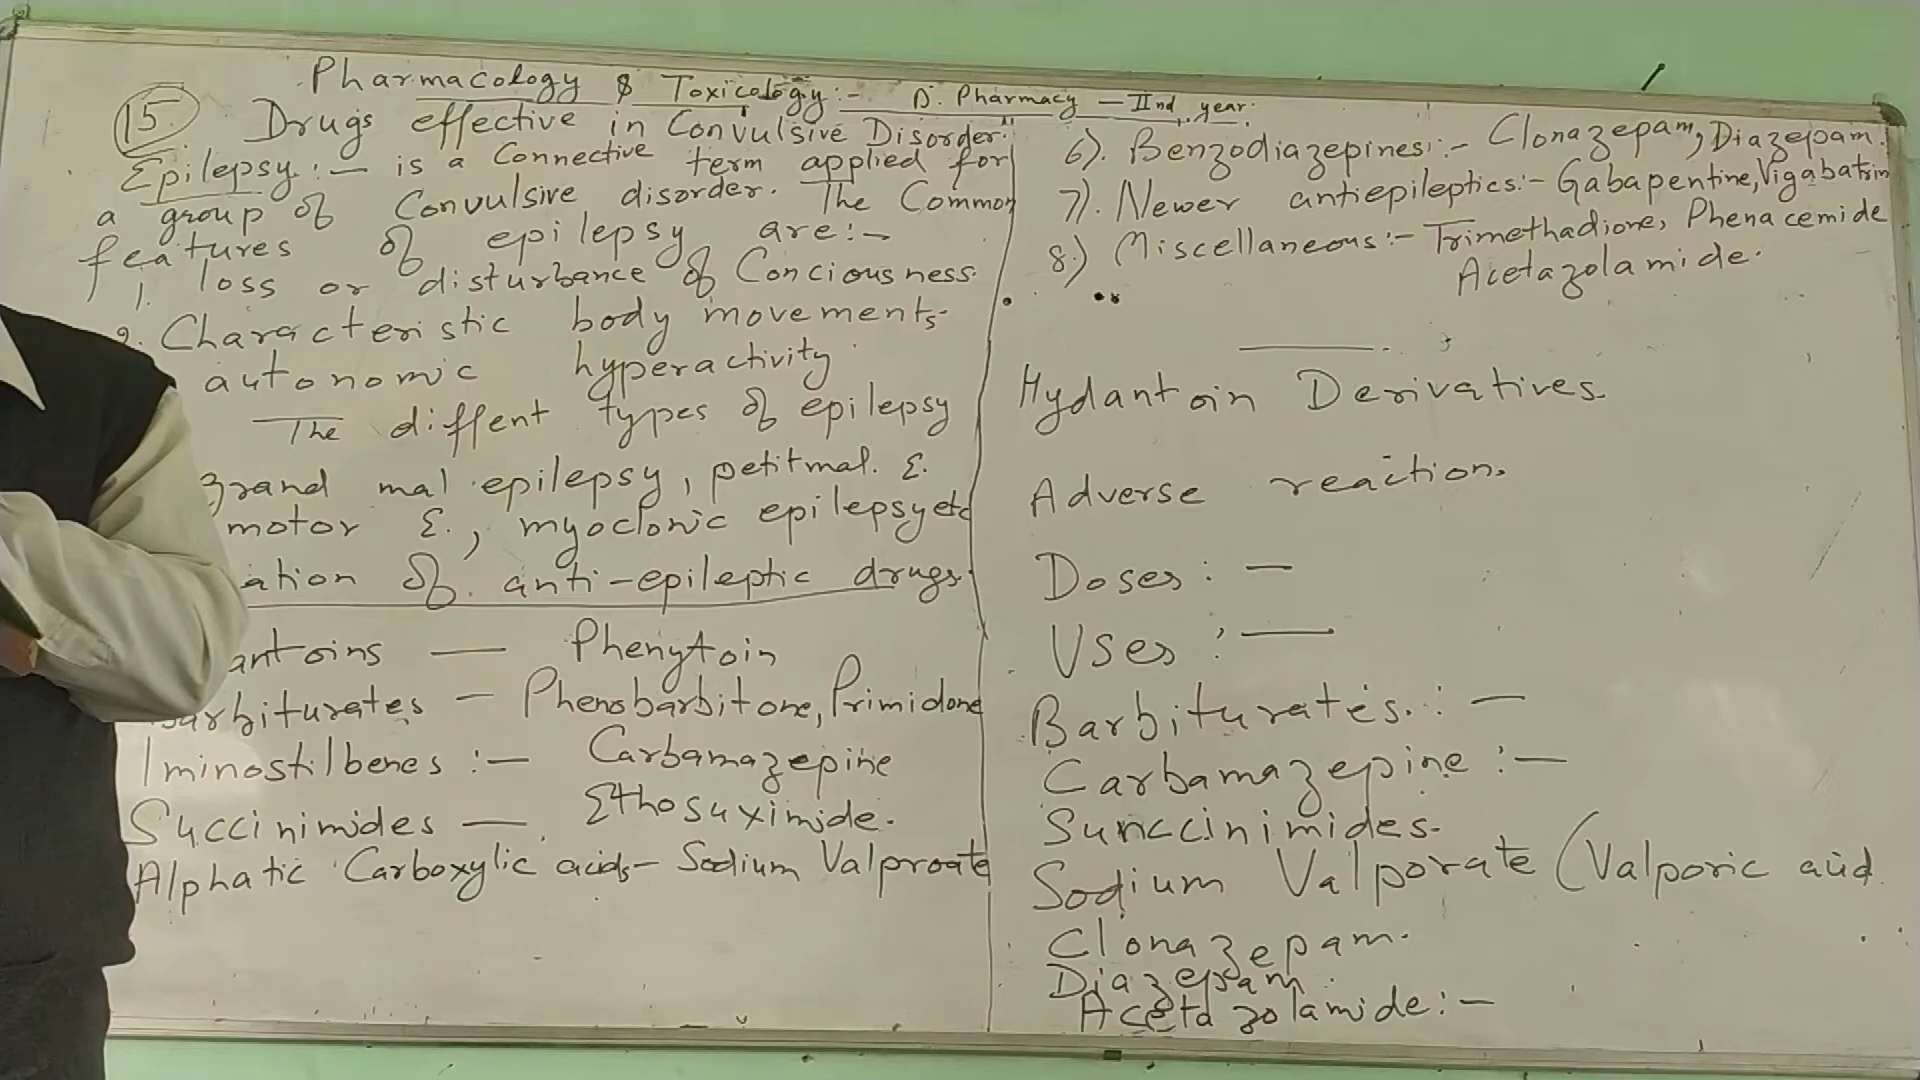 Pharmacology & Toxicology:- D. Pharmacy — IInd year.
15. Drugs effective in Convulsive Disorder:
Epilepsy:— is a Connective term applied for
a group of Convulsive disorder. The Common
features of epilepsy are:-
1. loss or disturbance of Conciousness.
2. Characteristic body movements.
autonomic hyperactivity
The diffent types of epilepsy
grand mal epilepsy, petitmal. E.
motor E., myoclonic epilepsy etc
ation of anti-epileptic drugs.
antoins — Phenytoin
arbiturates — Phenobarbitone, Primidone
Iminostilbenes :— Carbamazepine
Succinimides — Ethosuximide.
Alphatic Carboxylic acids— Sodium Valproate
6). Benzodiazepines:- Clonazepam, Diazepam.
7). Newer antiepileptics:- Gabapentine, Vigabatrin
8) Miscellaneous:- Trimethadione, Phenacemide
Acetazolamide.
Hydantoin Derivatives.
Adverse reaction.
Doses: —
Uses: —
Barbiturates.: —
Carbamazepine :—
Sunccinimides.
Sodium Valporate (Valporic acid
Clonazepam.
Diazepam.
Acetazolamide:—